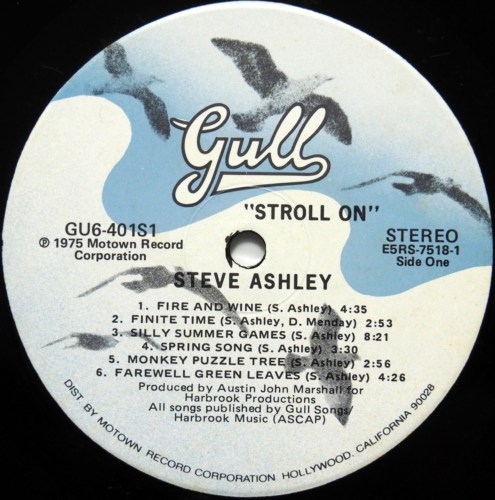 Gull
"STROLL ON"
GU6-401S1
℗ 1975 Motown Record
Corporation
STEREO
E5RS-7518-1
Side One
STEVE ASHLEY
1. FIRE AND WINE (S. Ashley) 4:35
2. FINITE TIME (S. Ashley, D. Menday) 2:53
3. SILLY SUMMER GAMES (S. Ashley) 8:21
4. SPRING SONG (S. Ashley) 3:30
5. MONKEY PUZZLE TREE (S. Ashley) 2:56
6. FAREWELL GREEN LEAVES (S. Ashley) 4:26
Produced by Austin John Marshall for
Harbrook Productions
All songs published by Gull Songs/
Harbrook Music (ASCAP)
DIST BY MOTOWN RECORD CORPORATION HOLLYWOOD, CALIFORNIA 90028